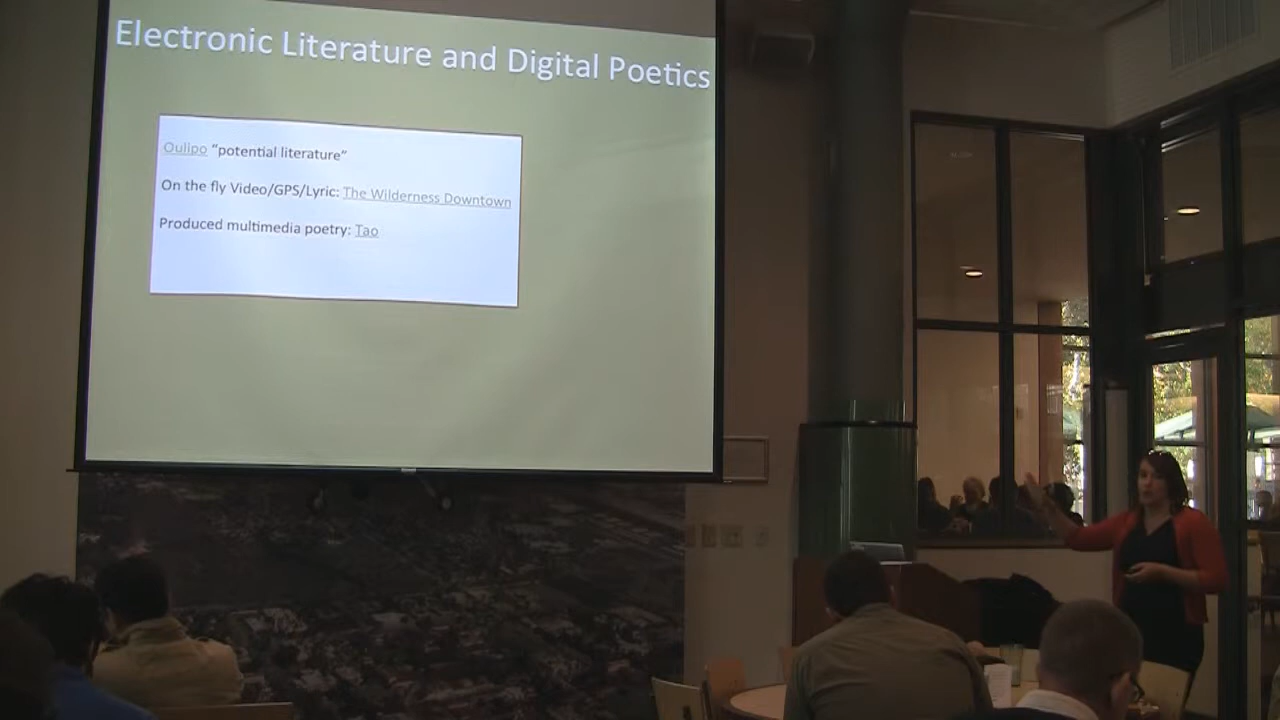 Electronic Literature and Digital Poetics
Oulipo “potential literature”
On the fly Video/GPS/Lyric: The Wilderness Downtown
Produced multimedia poetry: Tao